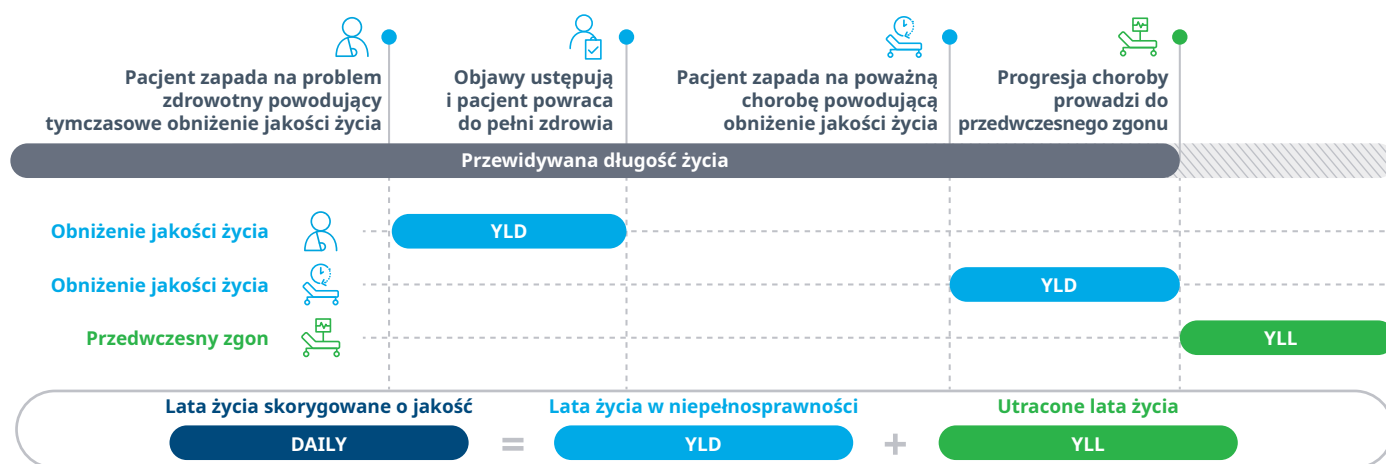 Pacjent zapada na problem
zdrowotny powodujący
tymczasowe obniżenie jakości życia
Objawy ustępują
i pacjent powraca
do pełni zdrowia
Pacjent zapada na poważną
chorobę powodującą
obniżenie jakości życia
Progresja choroby
prowadzi do
przedwczesnego zgonu
Przewidywana długość życia
Obniżenie jakości życia
YLD
Obniżenie jakości życia
YLD
Przedwczesny zgon
YLL
Lata życia skorygowane o jakość
Lata życia w niepełnosprawności
Utracone lata życia
DAILY
=
YLD
+
YLL